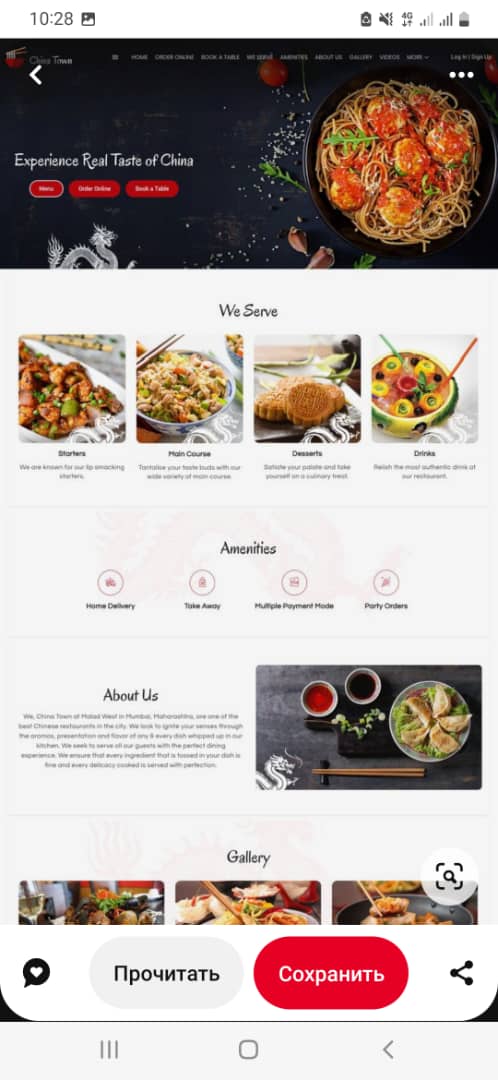 10:28
4G
China Town
HOME ORDER ONLINE BOOK A TABLE WE SERVE AMENITIES ABOUT US GALLERY VIDEOS MORE
Log In | Sign Up
Experience Real Taste of China
Menu
Order Online
Book a Table
We Serve
Starters
We are known for our lip smacking
starters.
Main Course
Tantalise your taste buds with our
wide variety of main course.
Desserts
Satiate your palate and take
yourself on a culinary treat.
Drinks
Relish the most authentic drink at
our restaurant.
Amenities
Home Delivery
Take Away
Multiple Payment Mode
Party Orders
About Us
We, China Town at Malad West in Mumbai, Maharashtra, are one of the
best Chinese restaurants in the city. We look to ignite your senses through
the aromas, presentation and flavor of any & every dish whipped up in our
kitchen. We seek to serve all our guests with the perfect dining
experience. We ensure that every ingredient that is tossed in your dish is
fine and every delicacy cooked is served with perfection.
Gallery
Прочитать
Сохранить